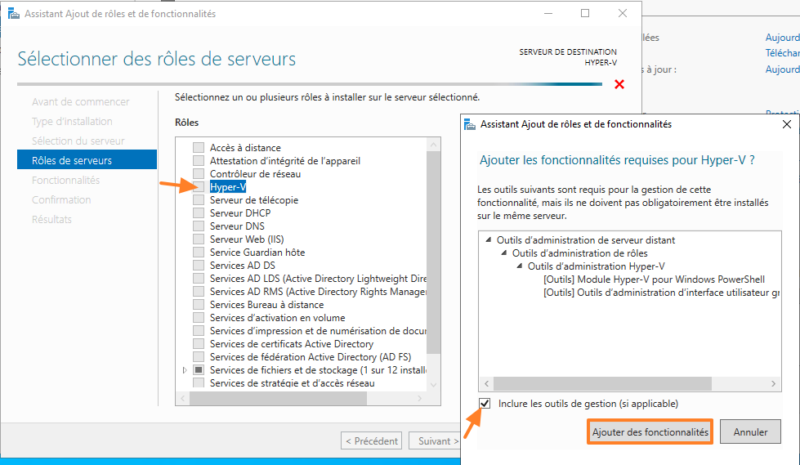 Assistant Ajout de rôles et de fonctionnalités
Sélectionner des rôles de serveurs
SERVEUR DE DESTINATION
HYPER-V
Avant de commencer
Type d'installation
Sélection du serveur
Rôles de serveurs
Fonctionnalités
Confirmation
Résultats
Sélectionnez un ou plusieurs rôles à installer sur le serveur sélectionné.
Rôles
Accès à distance
Attestation d'intégrité de l'appareil
Contrôleur de réseau
Hyper-V
Serveur de télécopie
Serveur DHCP
Serveur DNS
Serveur Web (IIS)
Service Guardian hôte
Services AD DS
Services AD LDS (Active Directory Lightweight Dire
Services AD RMS (Active Directory Rights Manager
Services Bureau à distance
Services d'activation en volume
Services d'impression et de numérisation de docu
Services de certificats Active Directory
Services de fédération Active Directory (AD FS)
Services de fichiers et de stockage (1 sur 12 install
Services de stratégie et d'accès réseau
< Précédent
Suivant >
llées
Aujourd
Téléchar
s à jour :
Aujourd
Assistant Ajout de rôles et de fonctionnalités
Ajouter les fonctionnalités requises pour Hyper-V ?
Les outils suivants sont requis pour la gestion de cette
fonctionnalité, mais ils ne doivent pas obligatoirement être installés
sur le même serveur.
Outils d'administration de serveur distant
Outils d'administration de rôles
Outils d'administration Hyper-V
[Outils] Module Hyper-V pour Windows PowerShell
[Outils] Outils d'administration d'interface utilisateur gr
Inclure les outils de gestion (si applicable)
Ajouter des fonctionnalités
Annuler